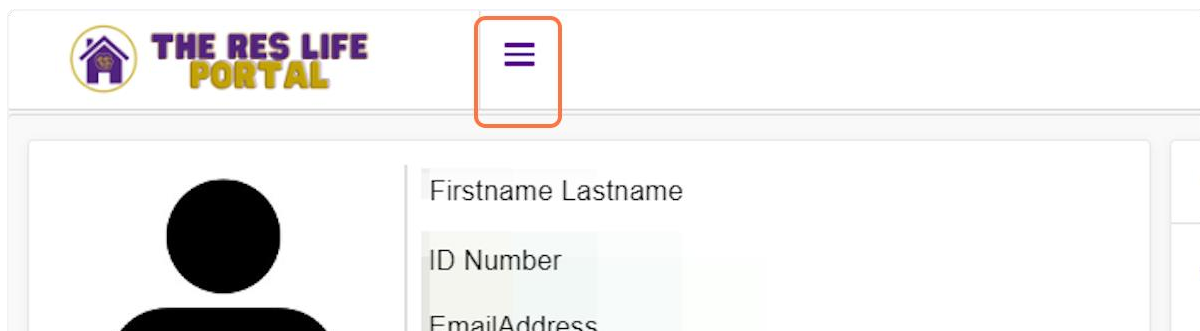 THE RES LIFE
PORTAL
Firstname Lastname
ID Number
EmailAddress